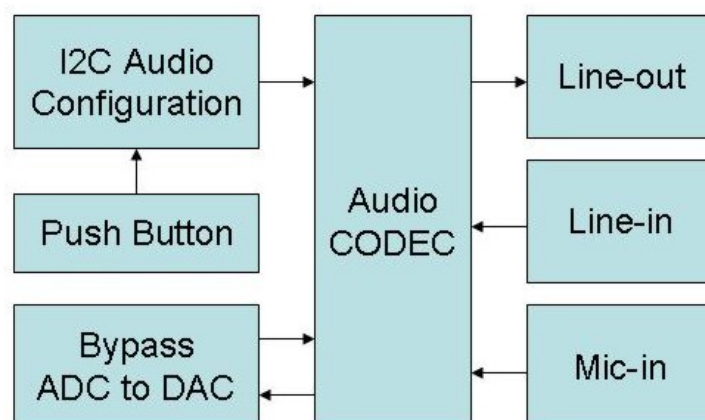 I2C Audio
Configuration
Push Button
Bypass
ADC to DAC
Audio
CODEC
Line-out
Line-in
Mic-in